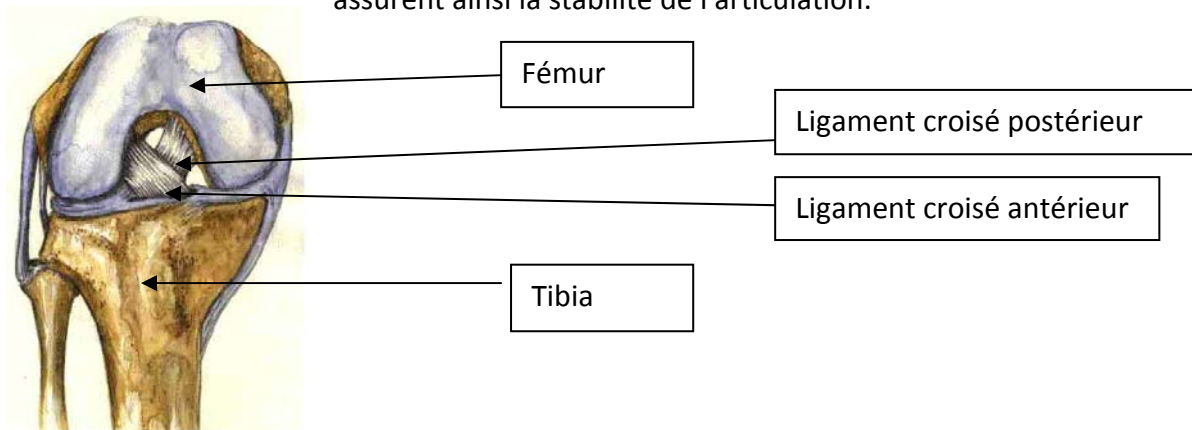 assurent ainsi la stabilité de l'articulation.
Fémur
Ligament croisé postérieur
Ligament croisé antérieur
Tibia